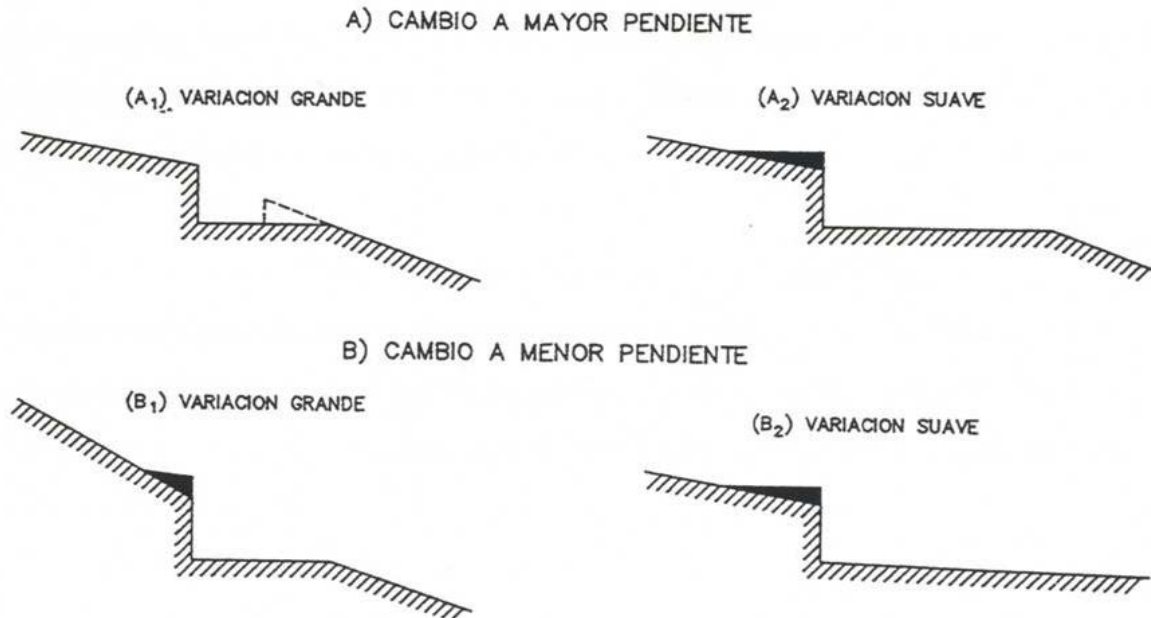 A) CAMBIO A MAYOR PENDIENTE
(A₁) VARIACION GRANDE
(A₂) VARIACION SUAVE
B) CAMBIO A MENOR PENDIENTE
(B₁) VARIACION GRANDE
(B₂) VARIACION SUAVE